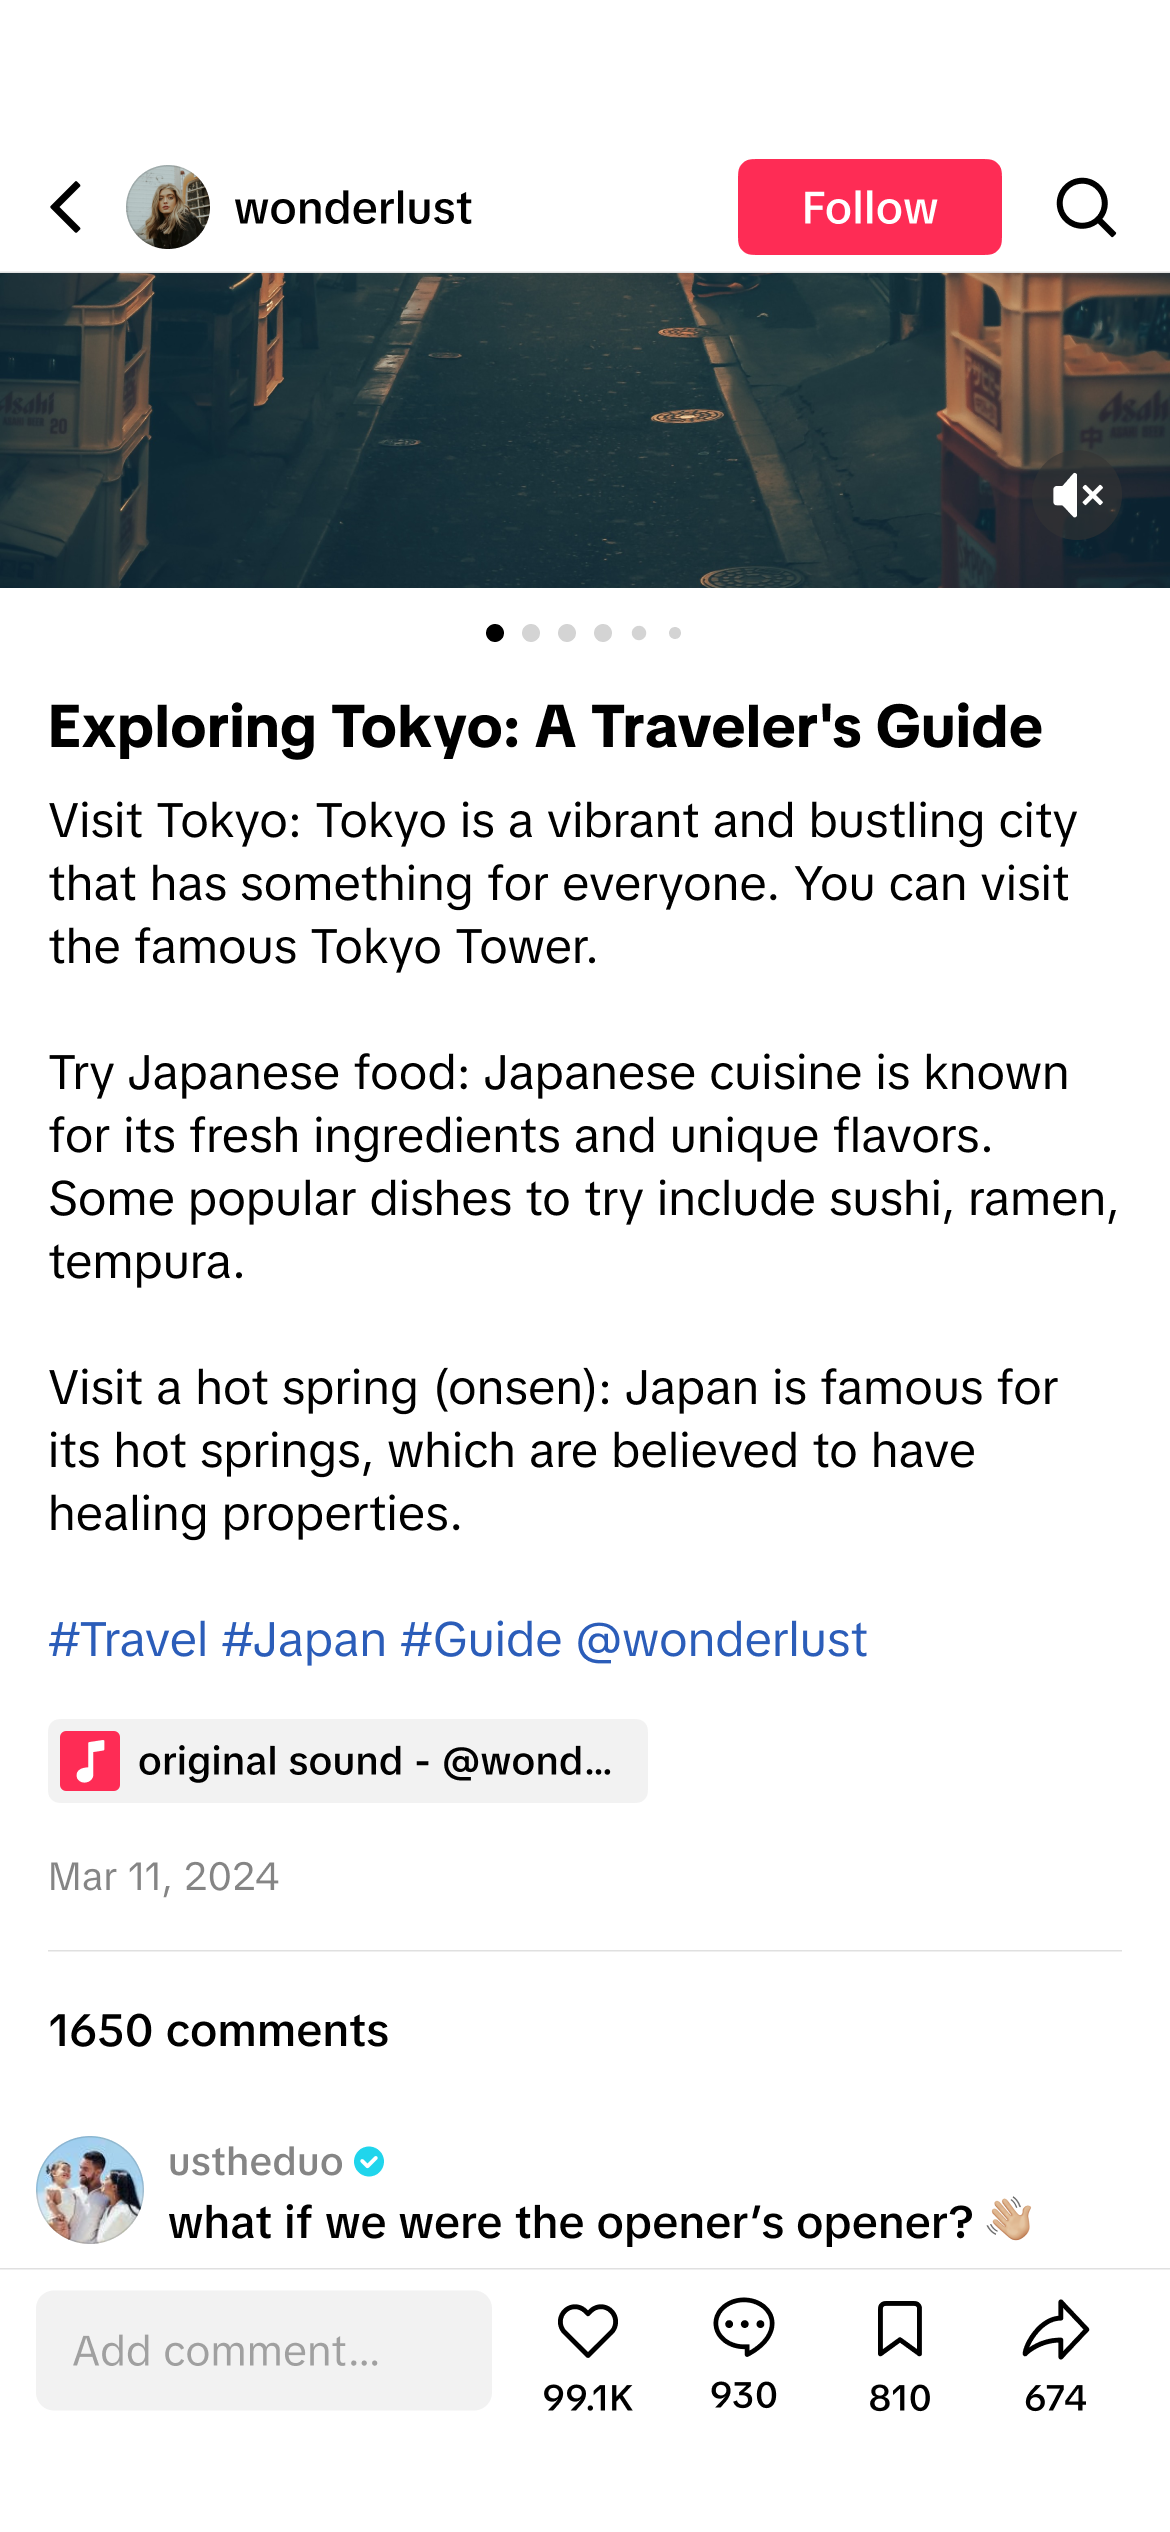 wonderlust
Follow
Asahi
20
Asahi
Exploring Tokyo: A Traveler's Guide
Visit Tokyo: Tokyo is a vibrant and bustling city
that has something for everyone. You can visit
the famous Tokyo Tower.
Try Japanese food: Japanese cuisine is known
for its fresh ingredients and unique flavors.
Some popular dishes to try include sushi, ramen,
tempura.
Visit a hot spring (onsen): Japan is famous for
its hot springs, which are believed to have
healing properties.
#Travel #Japan #Guide @wonderlust
original sound - @wond...
Mar 11, 2024
1650 comments
ustheduo
what if we were the opener’s opener? 👋🏼
Add comment...
99.1K
930
810
674